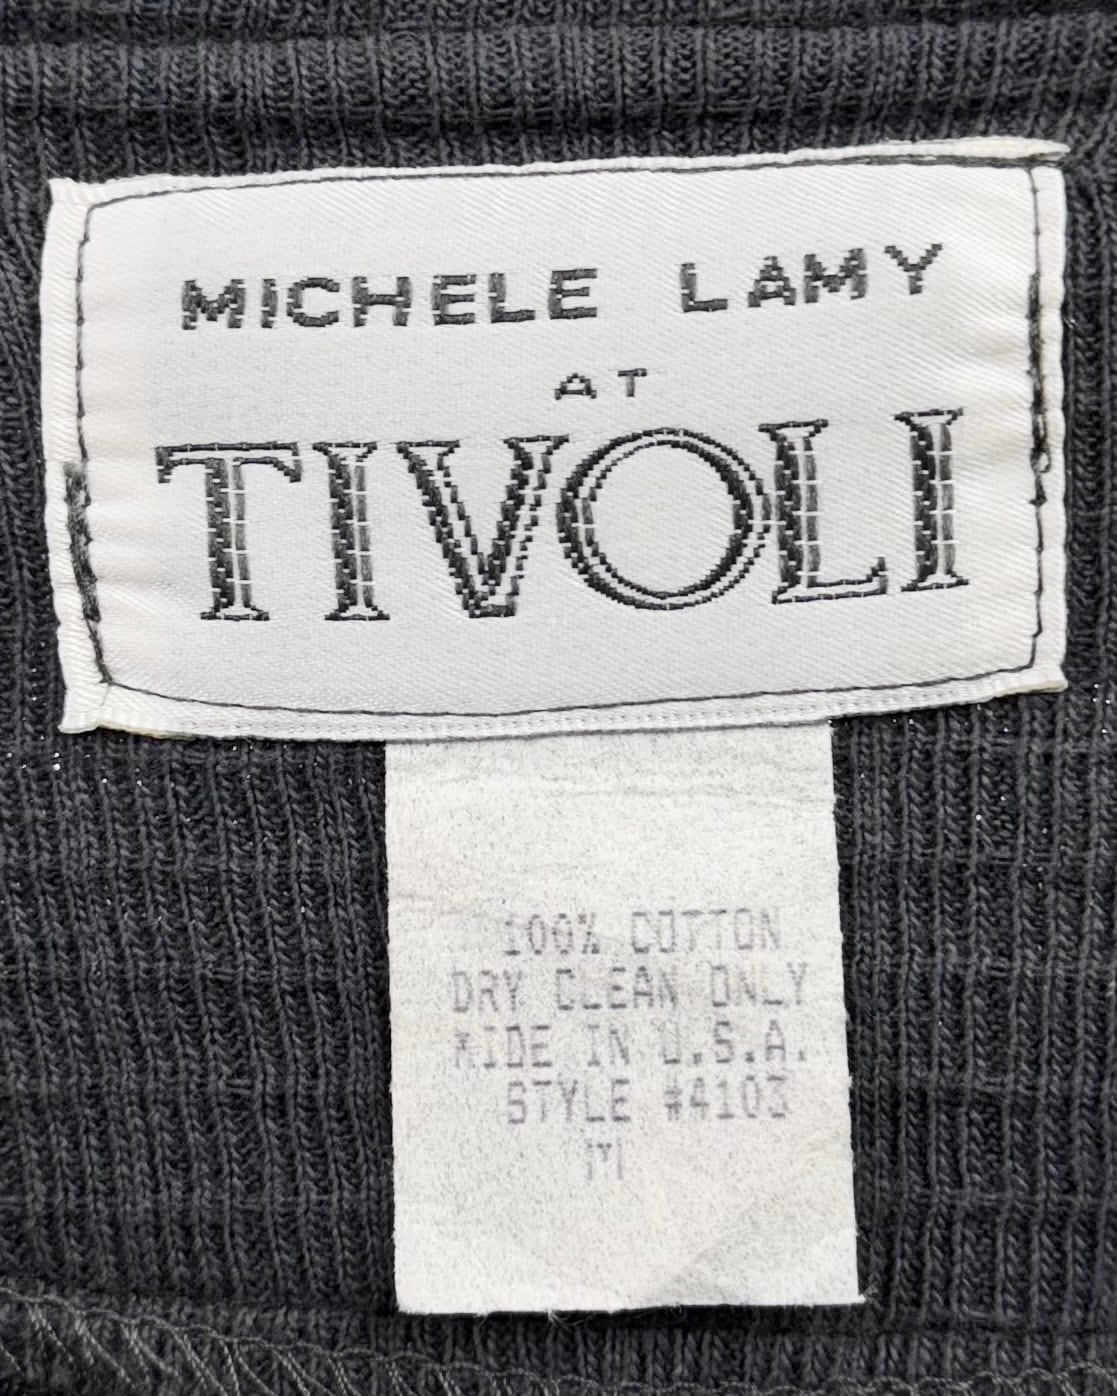 MICHELE LAMY
AT
TIVOLI
100% COTTON
DRY CLEAN ONLY
MADE IN U.S.A.
STYLE #4103
M